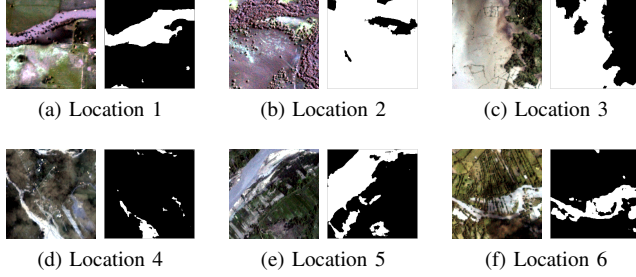 (a) Location 1
(b) Location 2
(c) Location 3
(d) Location 4
(e) Location 5
(f) Location 6